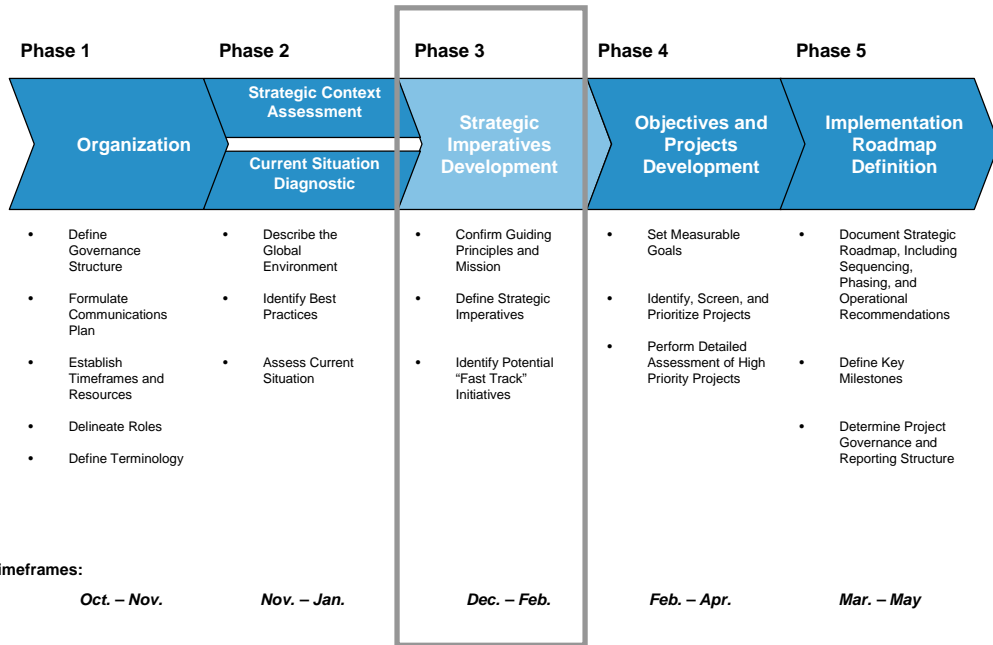 Phase 1
Phase 2
Phase 3
Phase 4
Phase 5
Organization
Strategic Context
Assessment
Current Situation
Diagnostic
Strategic
Imperatives
Development
Objectives and
Projects
Development
Implementation
Roadmap
Definition
• Define
Governance
Structure
• Formulate
Communications
Plan
• Establish
Timeframes and
Resources
• Delineate Roles
• Define Terminology
• Describe the
Global
Environment
• Identify Best
Practices
• Assess Current
Situation
• Confirm Guiding
Principles and
Mission
• Define Strategic
Imperatives
• Identify Potential
“Fast Track”
Initiatives
• Set Measurable
Goals
• Identify, Screen, and
Prioritize Projects
• Perform Detailed
Assessment of High
Priority Projects
• Document Strategic
Roadmap, Including
Sequencing,
Phasing, and
Operational
Recommendations
• Define Key
Milestones
• Determine Project
Governance and
Reporting Structure
imeframes:
Oct. – Nov.
Nov. – Jan.
Dec. – Feb.
Feb. – Apr.
Mar. – May